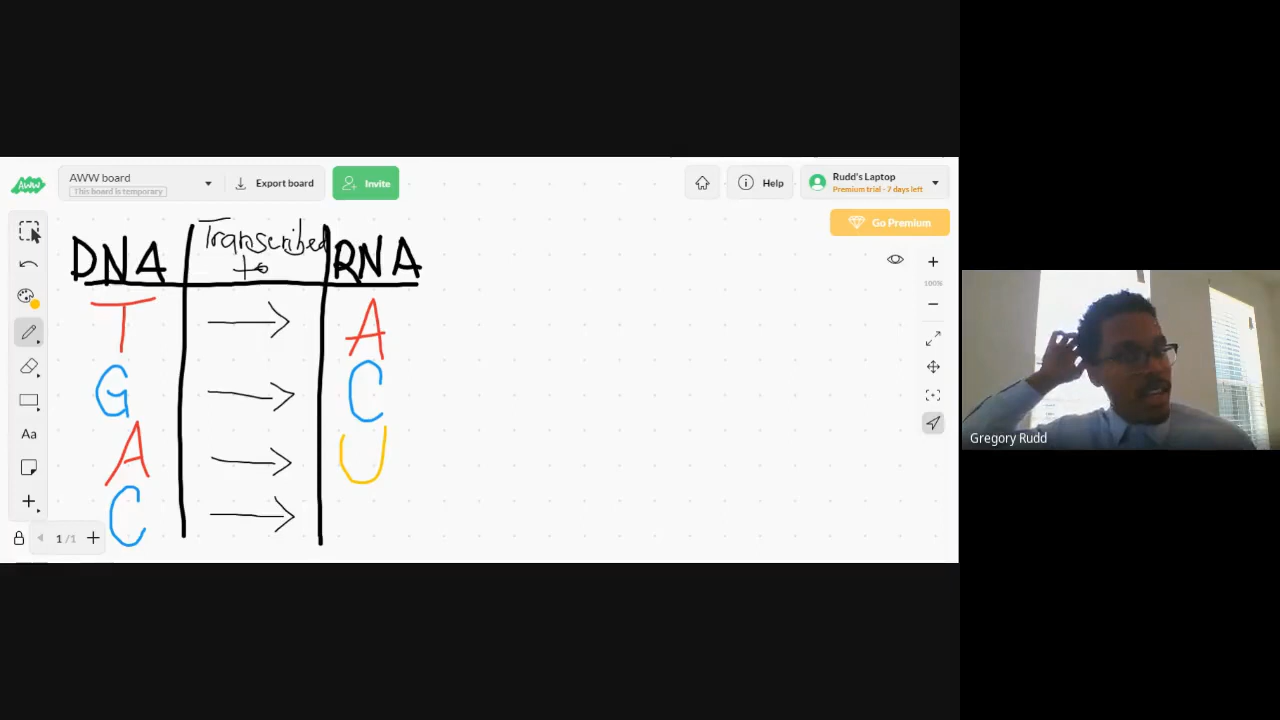 AWW
AWW board
This board is temporary
Export board
Invite
Help
Rudd's Laptop
Premium trial - 7 days left
Go Premium
100%
DNA Transcribed to RNA
T → A
G → C
A → U
C →
Aa
1 / 1
Gregory Rudd